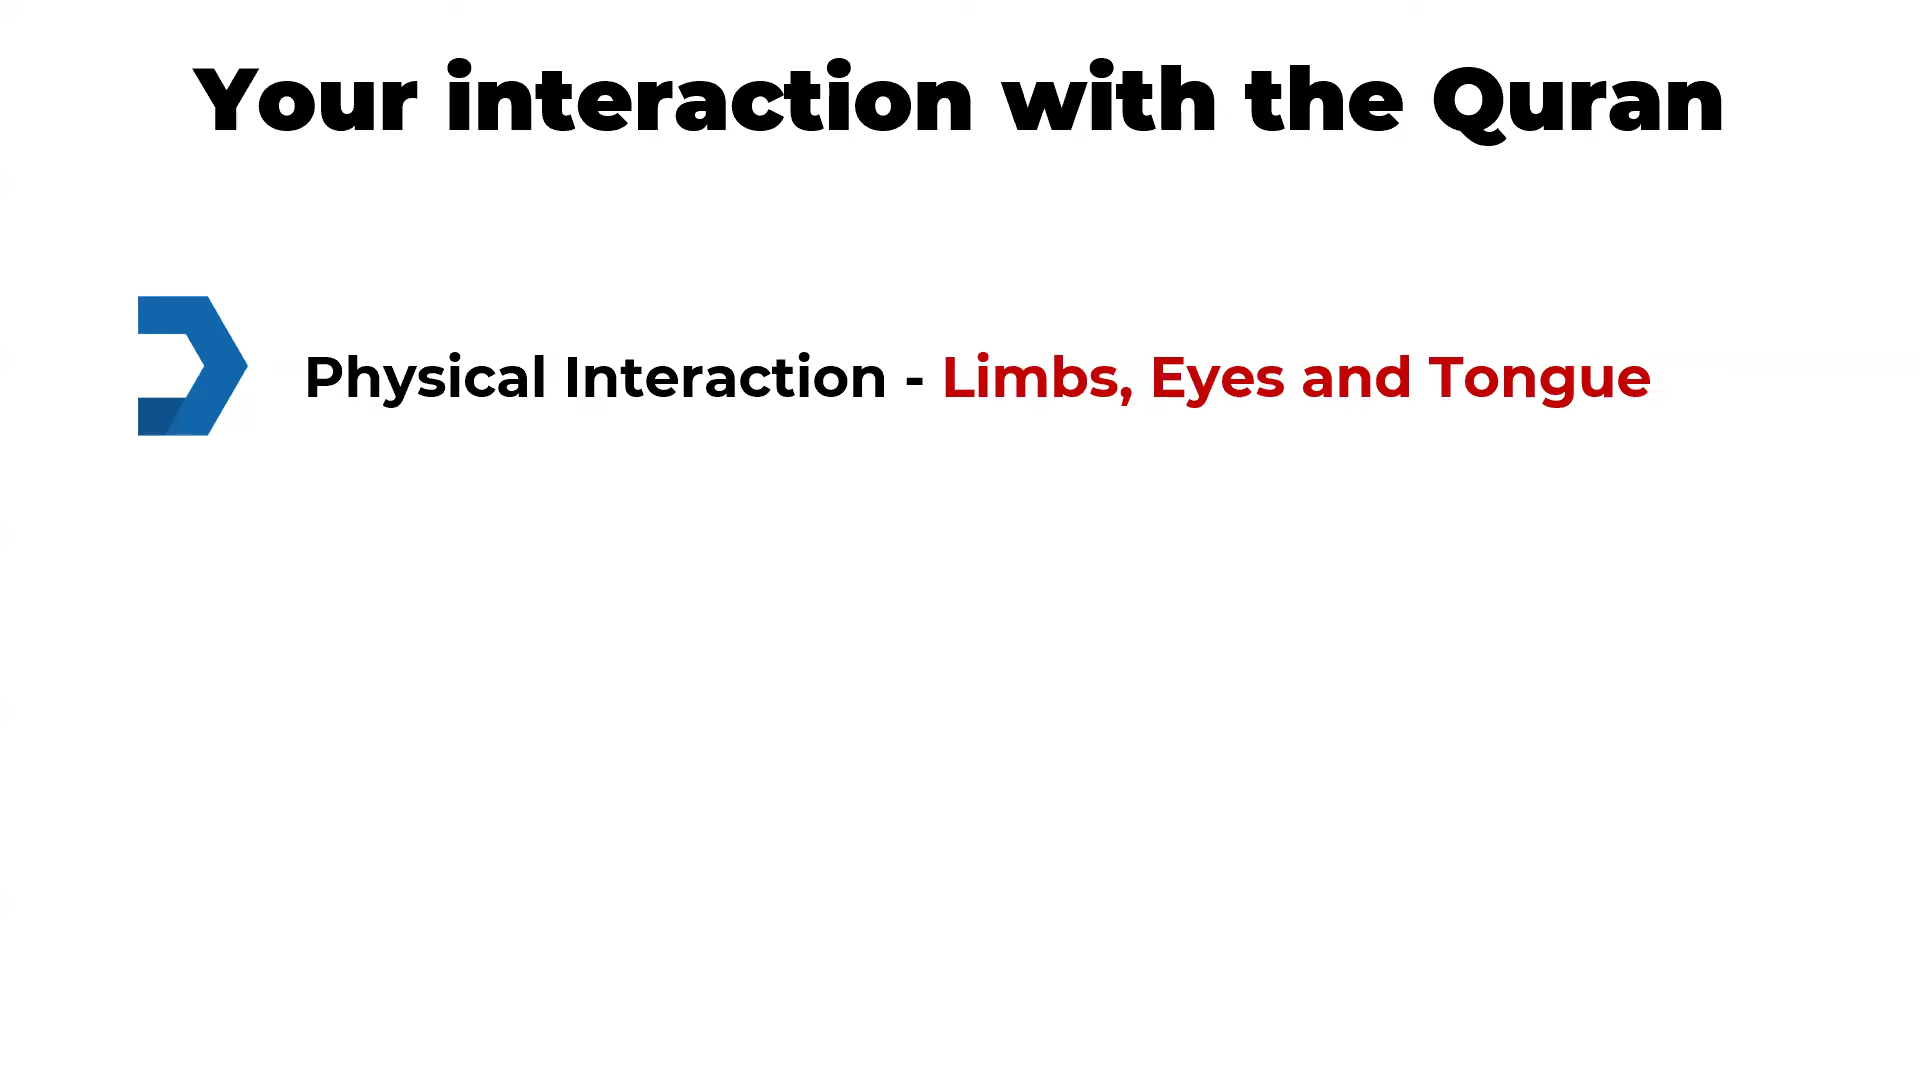 Your interaction with the Quran
Physical Interaction - Limbs, Eyes and Tongue